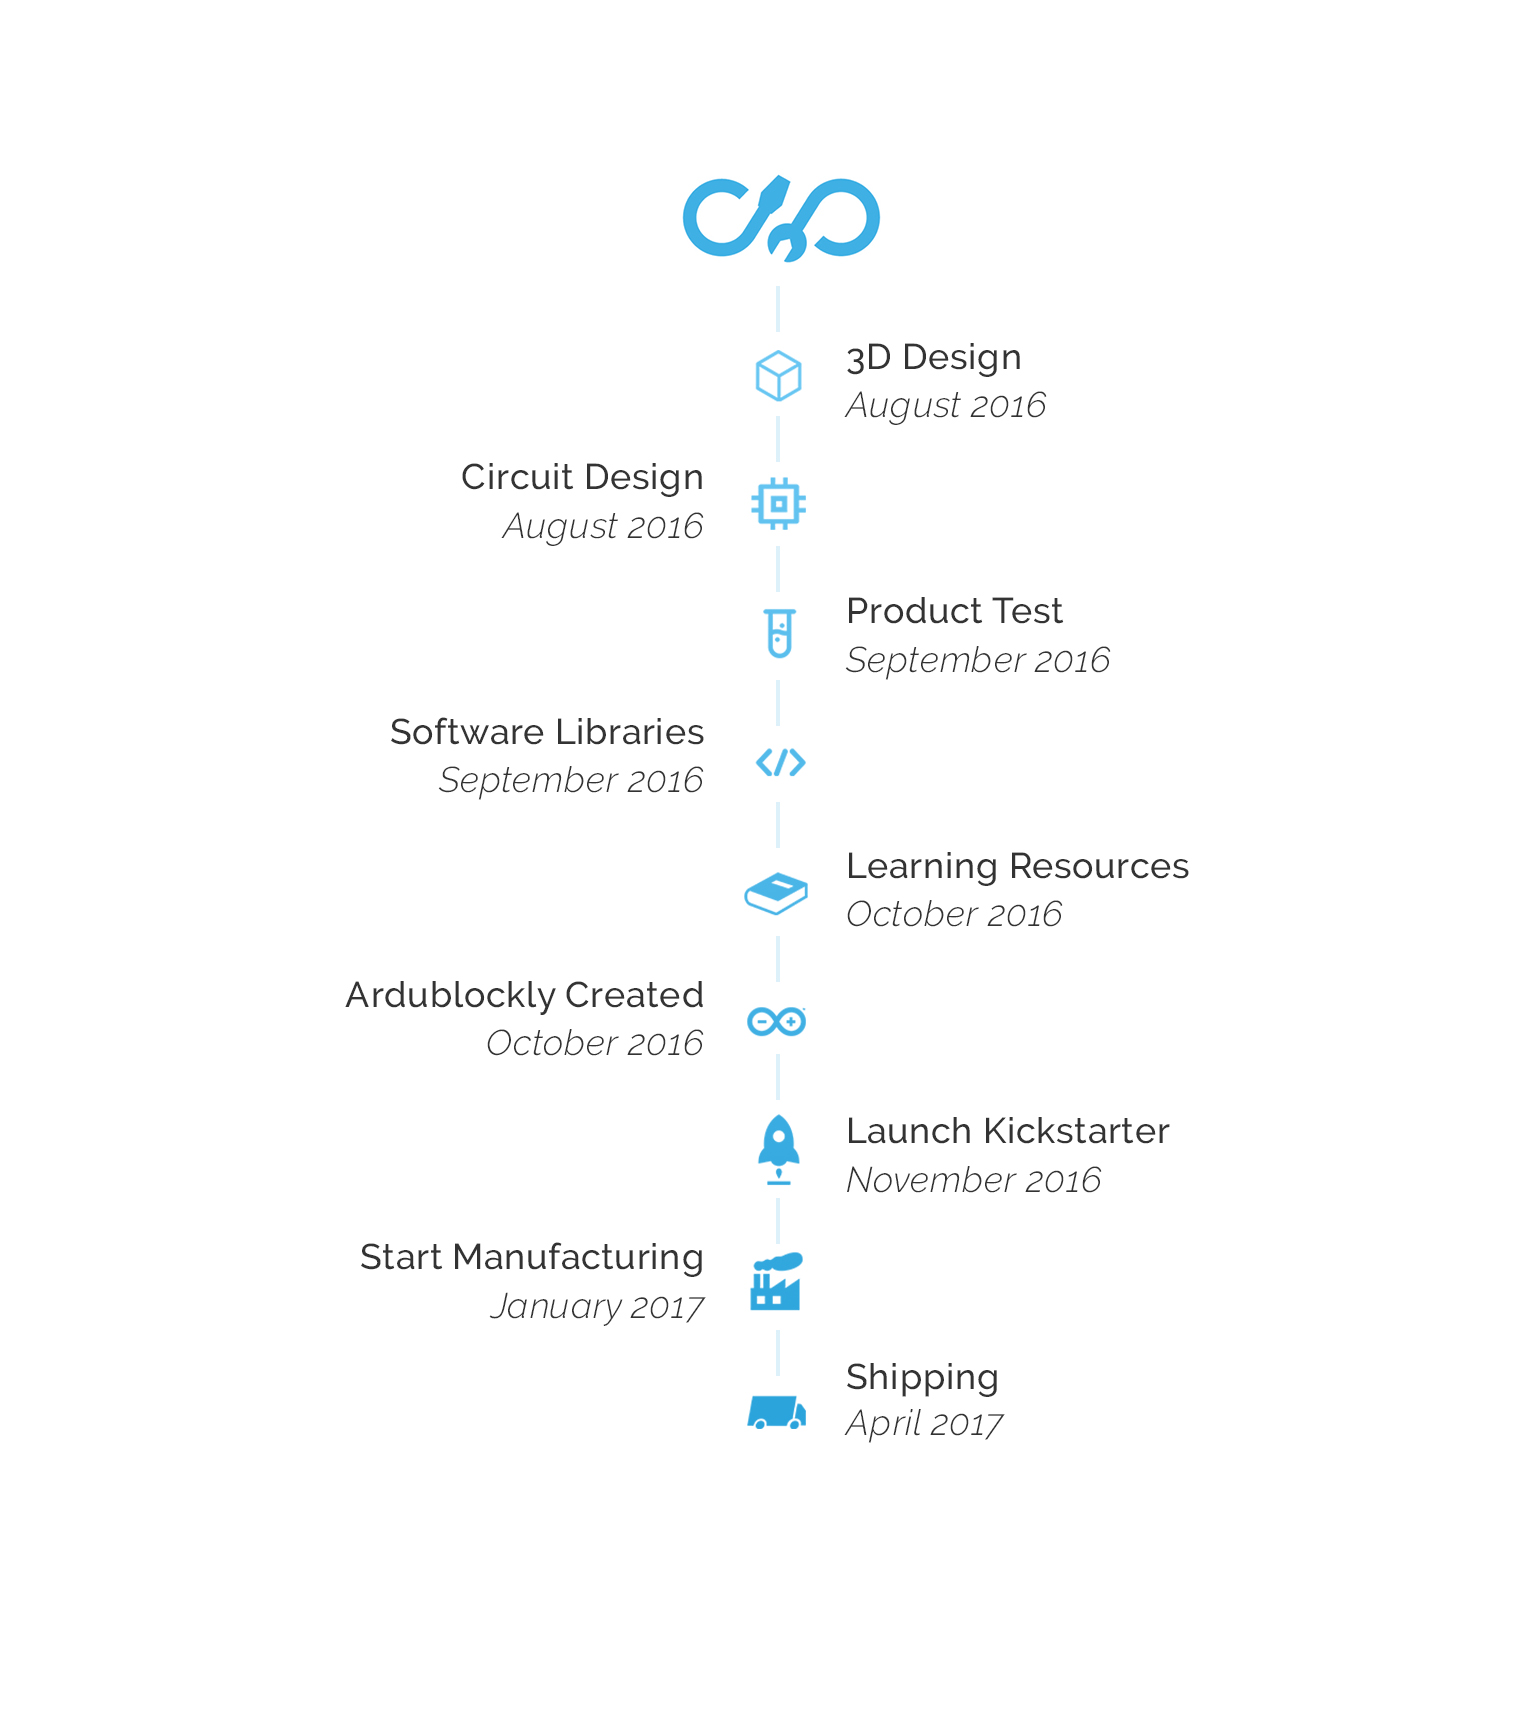 3D Design
August 2016
Circuit Design
August 2016
Product Test
September 2016
Software Libraries
September 2016
Learning Resources
October 2016
Ardublockly Created
October 2016
Launch Kickstarter
November 2016
Start Manufacturing
January 2017
Shipping
April 2017